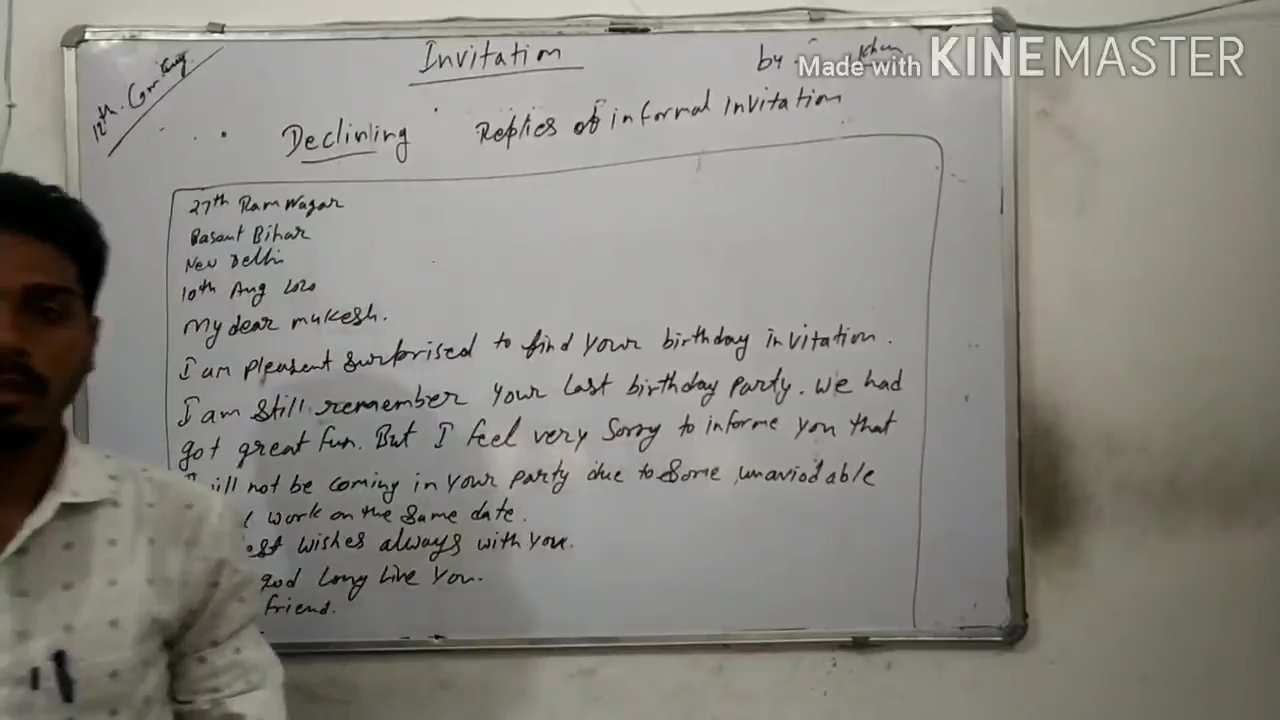 Invitation
by Khan
Made with KINEMASTER
12th.
Declining Replies of informal invitation
27th Ram Nagar
Basant Bihar
New Delhi
10th Aug 2020
My dear mukesh.
I am pleasent surprised to find your birthday invitation.
I am still remember your last birthday party. We had
got great fun. But I feel very sorry to informe you that
ill not be coming in your party due to some unaviodable
work on the same date.
est wishes always with you.
god long live you.
friend.